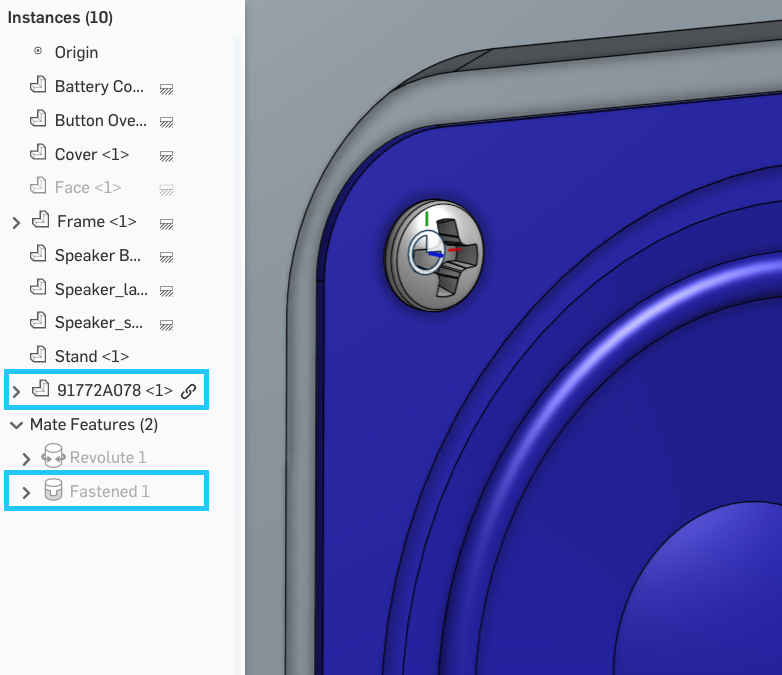 Instances (10)
Origin
Battery Co...
Button Ove...
Cover <1>
Face <1>
Frame <1>
Speaker B...
Speaker_la...
Speaker_s...
Stand <1>
91772A078 <1>
Mate Features (2)
Revolute 1
Fastened 1